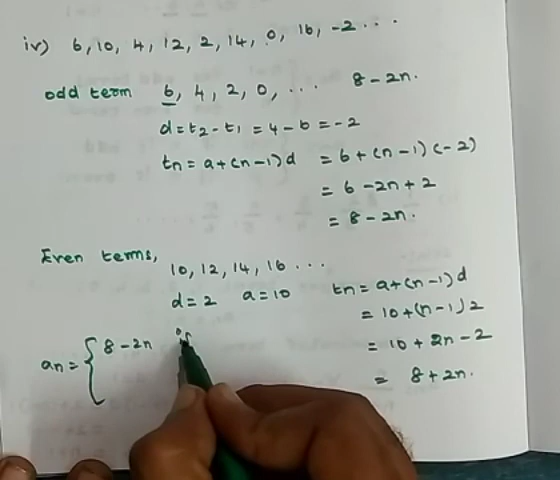 iv) 6, 10, 4, 12, 2, 14, 0, 16, -2 ...
odd term 6, 4, 2, 0, ... 8-2n.
d = t2 - t1 = 4 - 6 = -2
tn = a+(n-1)d = 6+(n-1)(-2)
= 6 -2n + 2
= 8 - 2n.
Even terms,
10, 12, 14, 16 ...
d = 2 a = 10
tn = a+(n-1)d
= 10+(n-1)2
= 10 + 2n - 2
= 8 + 2n.
an = { 8 - 2n